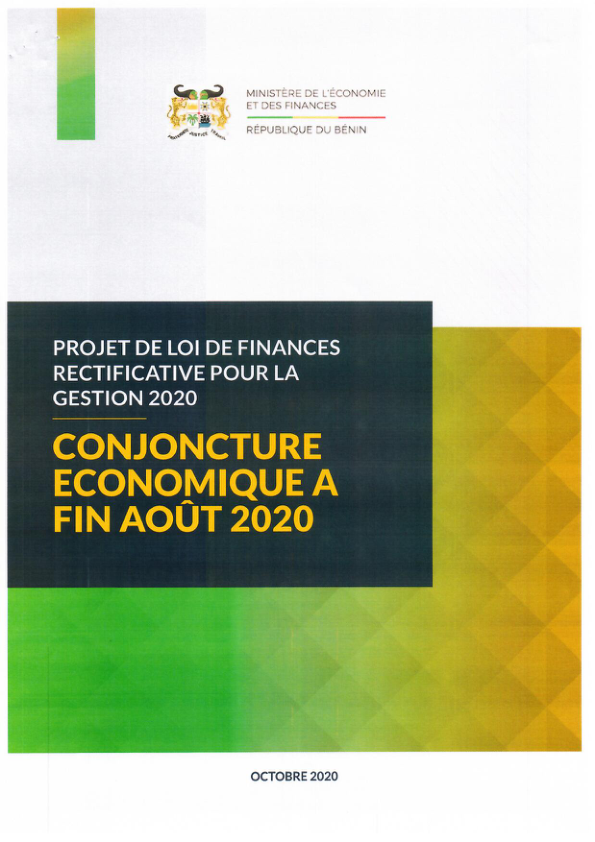 MINISTÈRE DE L'ÉCONOMIE
ET DES FINANCES
RÉPUBLIQUE DU BÉNIN
PROJET DE LOI DE FINANCES
RECTIFICATIVE POUR LA
GESTION 2020
CONJONCTURE
ECONOMIQUE A
FIN AOÛT 2020
OCTOBRE 2020